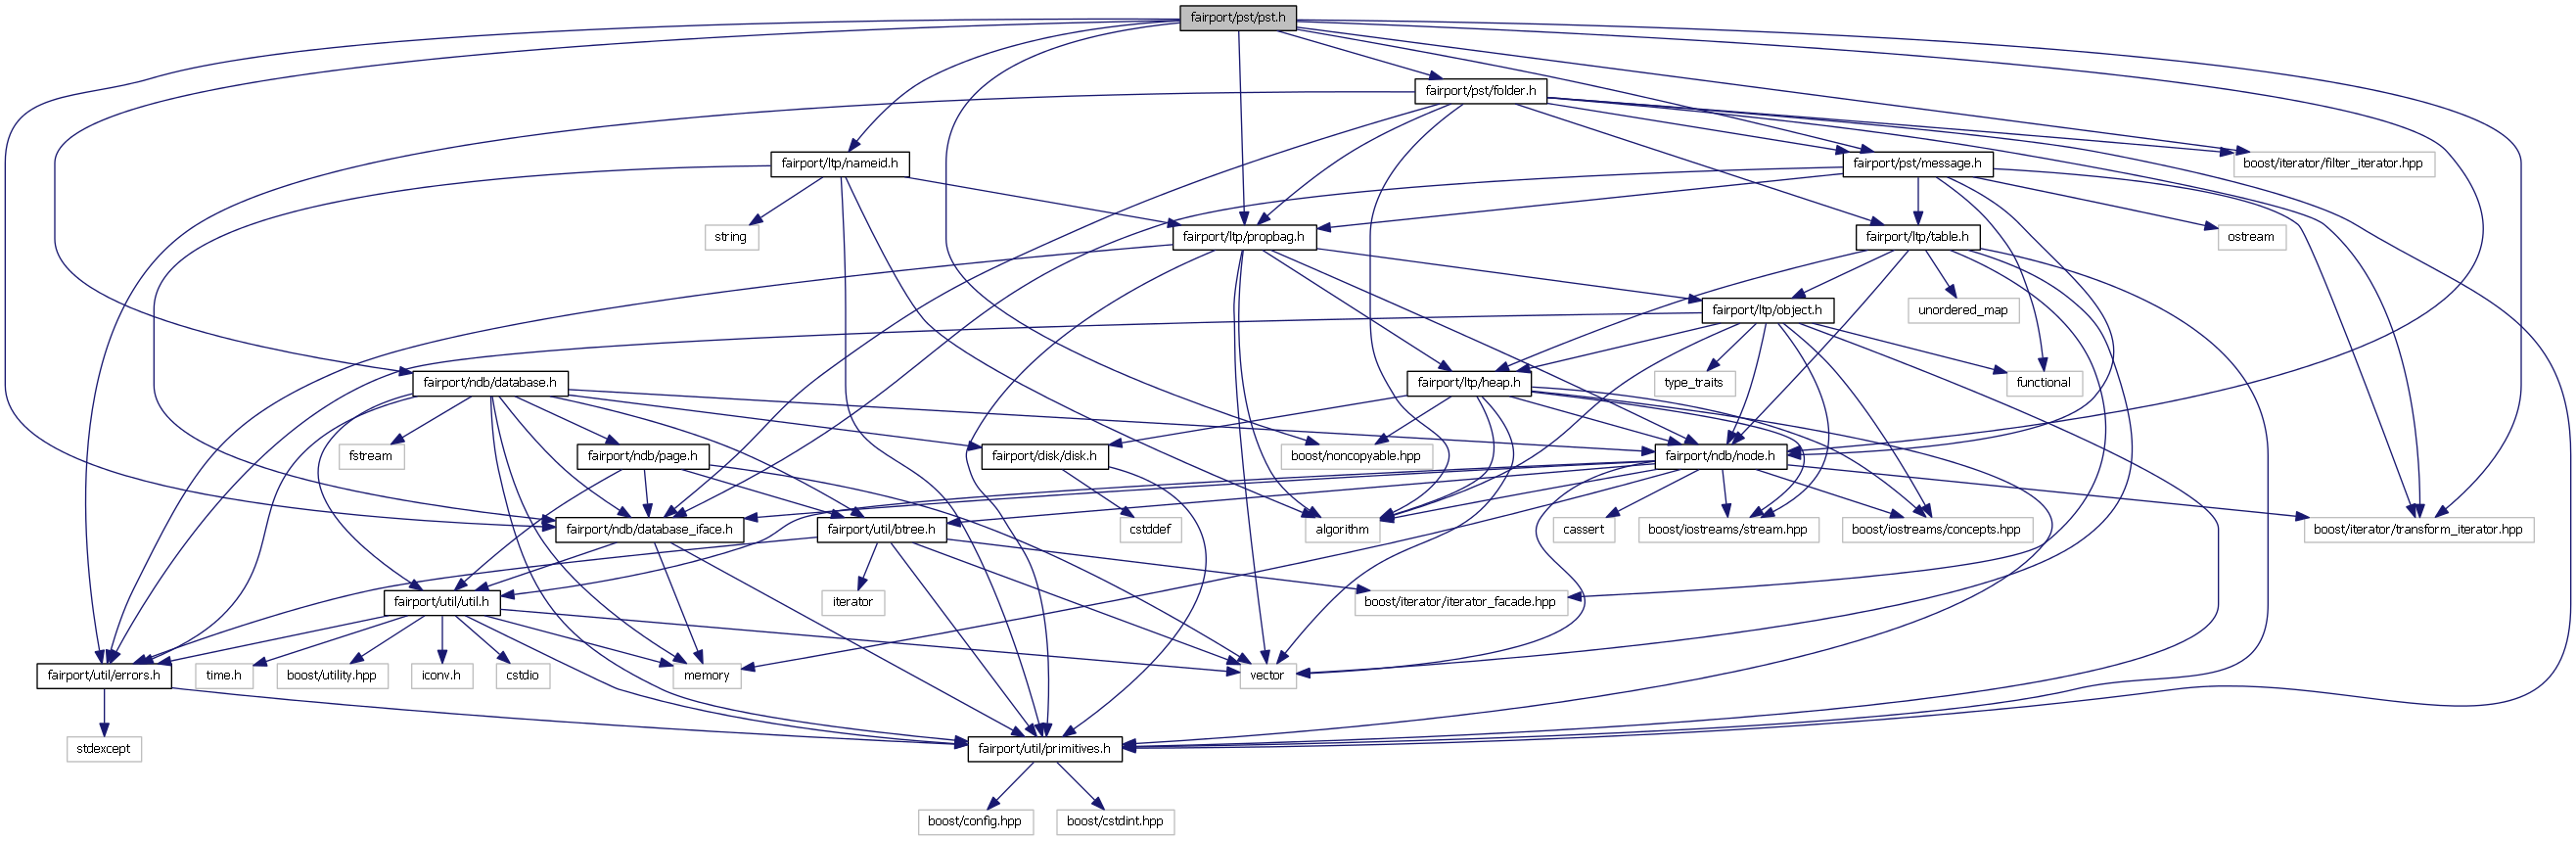 fairport/pst/pst.h
fairport/pst/folder.h
fairport/ltp/nameid.h
fairport/pst/message.h
boost/iterator/filter_iterator.hpp
string
fairport/ltp/propbag.h
fairport/ltp/table.h
ostream
fairport/ltp/object.h
unordered_map
fairport/ndb/database.h
fairport/ltp/heap.h
type_traits
functional
fstream
fairport/ndb/page.h
fairport/disk/disk.h
boost/noncopyable.hpp
fairport/ndb/node.h
fairport/ndb/database_iface.h
fairport/util/btree.h
cstddef
algorithm
cassert
boost/iostreams/stream.hpp
boost/iostreams/concepts.hpp
boost/iterator/transform_iterator.hpp
fairport/util/util.h
iterator
boost/iterator/iterator_facade.hpp
fairport/util/errors.h
time.h
boost/utility.hpp
iconv.h
cstdio
memory
vector
stdexcept
fairport/util/primitives.h
boost/config.hpp
boost/cstdint.hpp